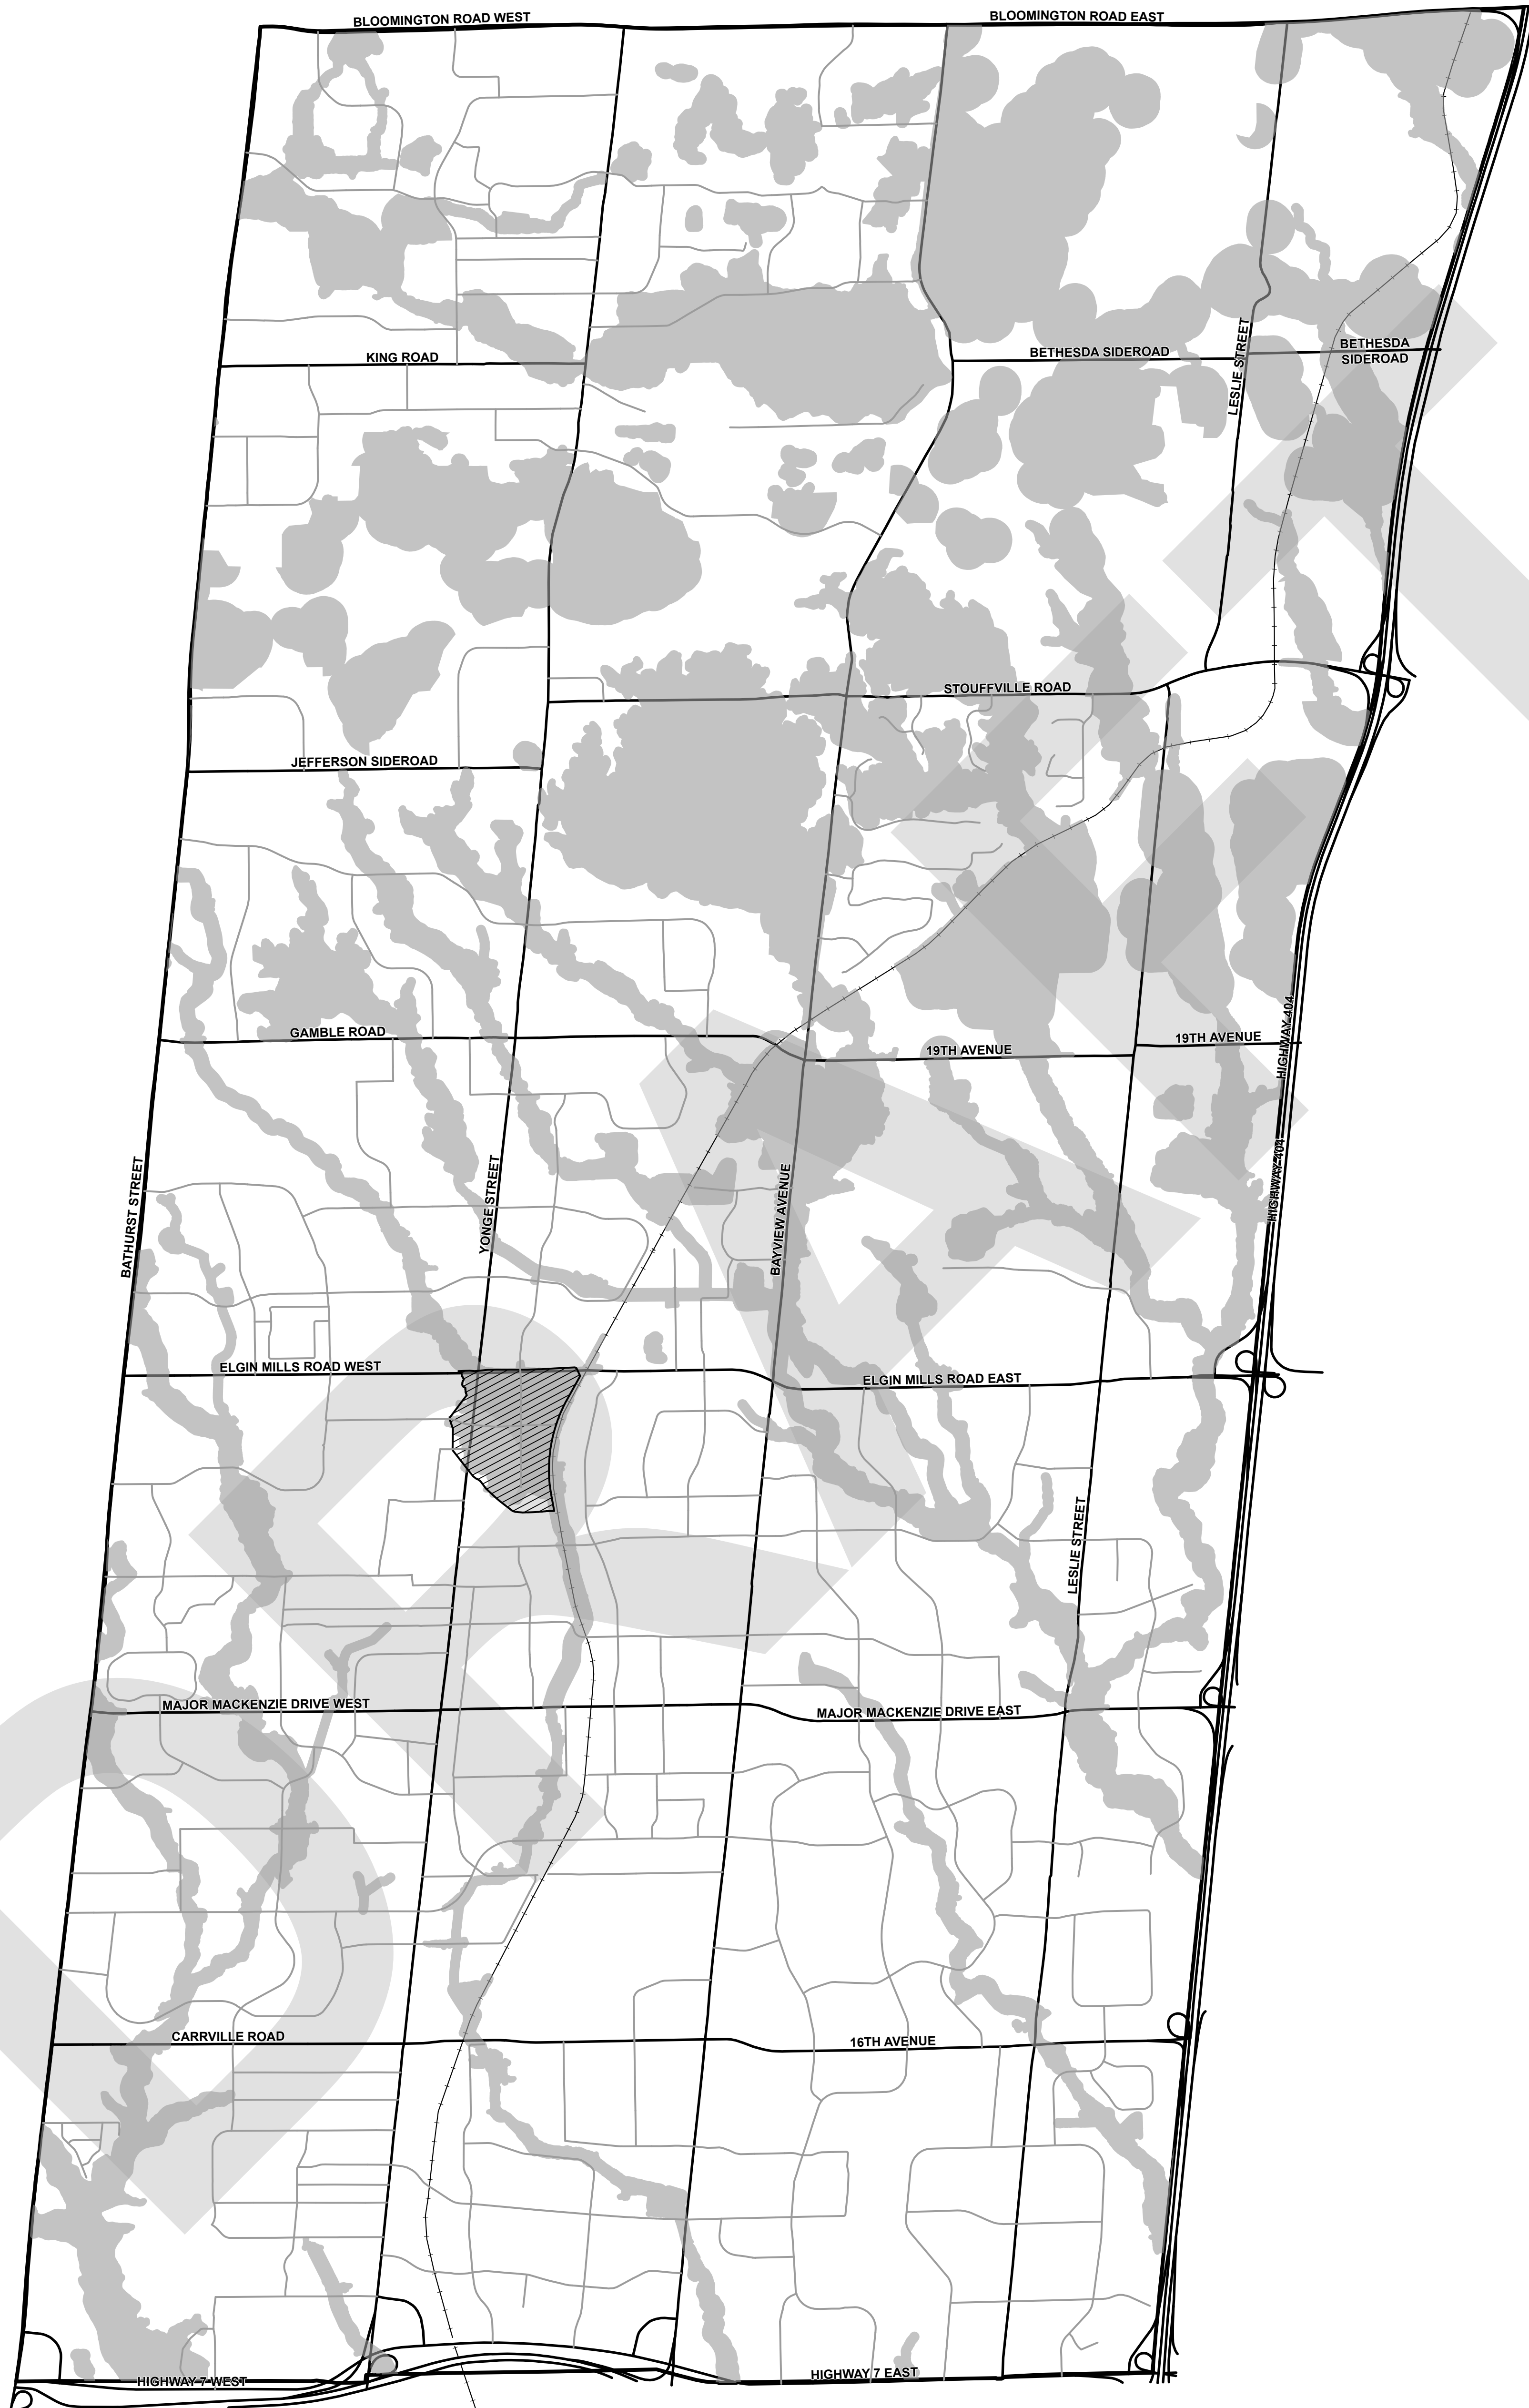 BLOOMINGTON ROAD WEST
BLOOMINGTON ROAD EAST
KING ROAD
BETHESDA SIDEROAD
LESLIE STREET
BETHESDA
SIDEROAD
STOUFFVILLE ROAD
JEFFERSON SIDEROAD
GAMBLE ROAD
19TH AVENUE
19TH AVENUE
HIGHWAY 404
HIGHWAY 404
BATHURST STREET
YONGE STREET
BAYVIEW AVENUE
ELGIN MILLS ROAD WEST
ELGIN MILLS ROAD EAST
LESLIE STREET
MAJOR MACKENZIE DRIVE WEST
MAJOR MACKENZIE DRIVE EAST
CARRVILLE ROAD
16TH AVENUE
HIGHWAY 7 WEST
HIGHWAY 7 EAST
DRAFT